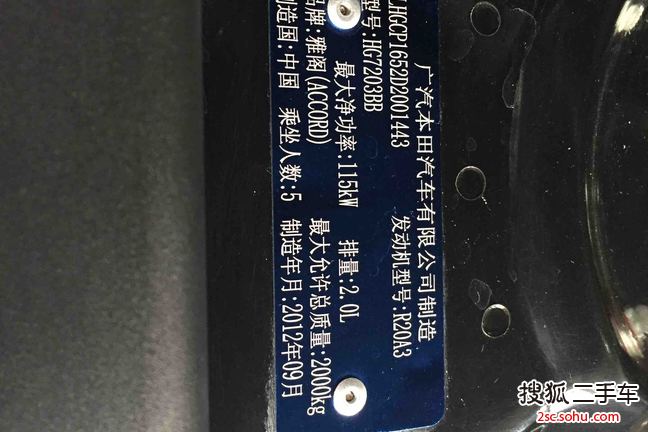 广汽本田汽车有限公司制造
LHGCP1652D2001443
型号:HG7203BB 发动机型号:R20A3
最大净功率:115kW 排量:2.0L
品牌:雅阁(ACCORD) 最大允许总质量:2000kg
制造国:中国 乘坐人数:5 制造年月:2012年09月
搜狐二手车
2sc.sohu.com